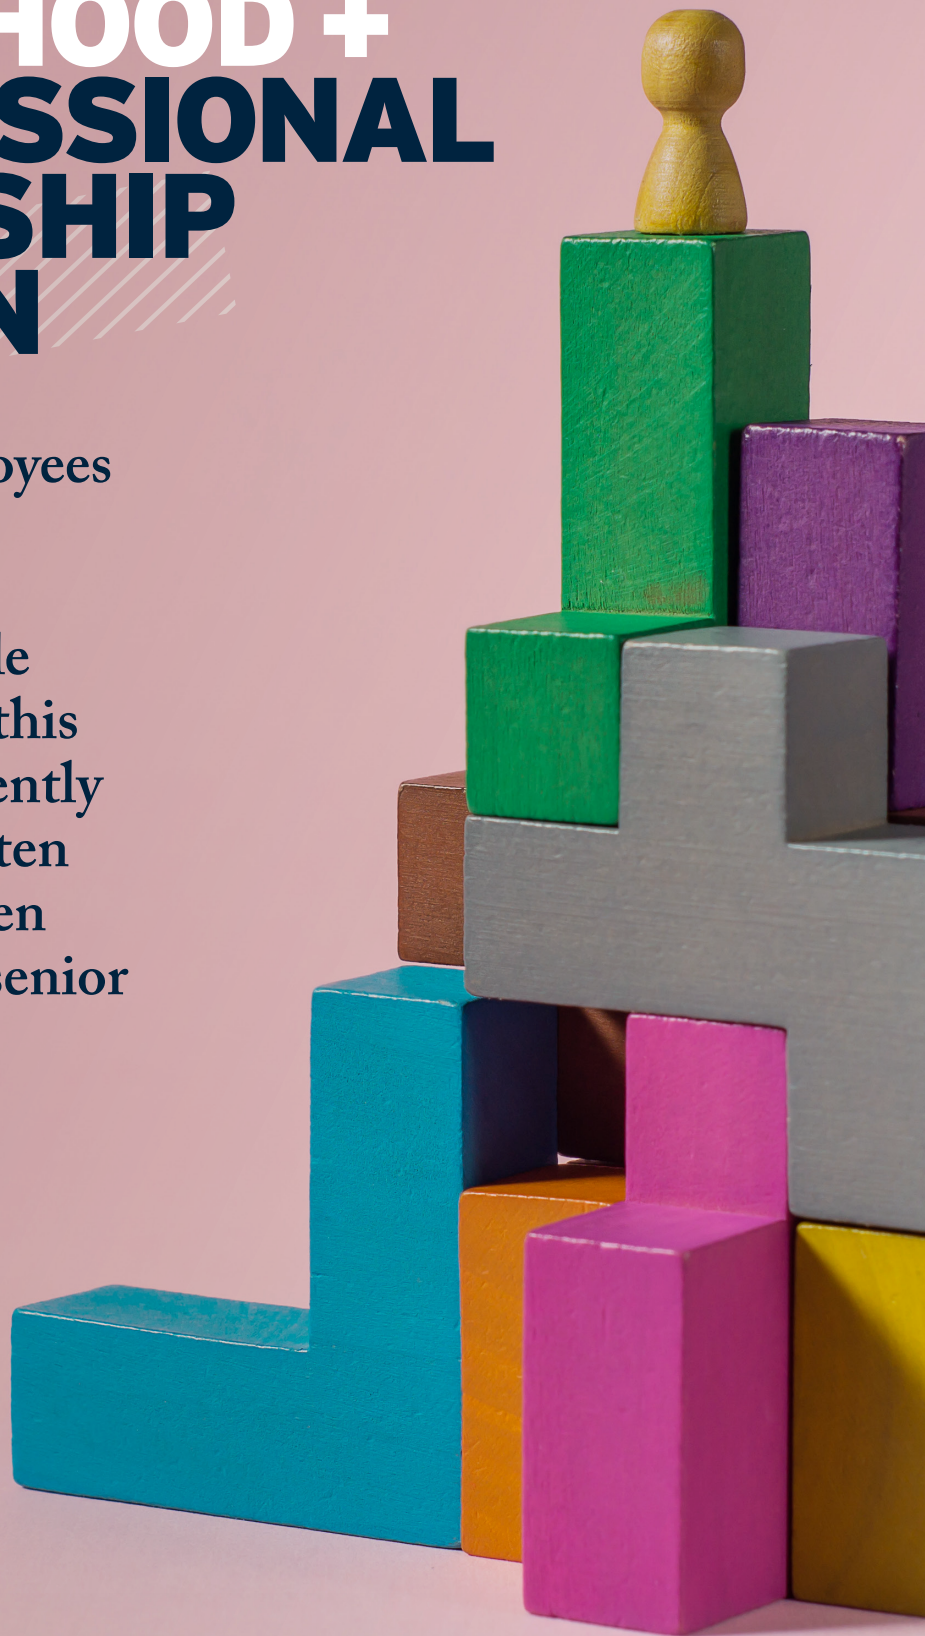 HOOD +
SSIONAL
SHIP
N
oyees
le
this
ently
ten
en
senior